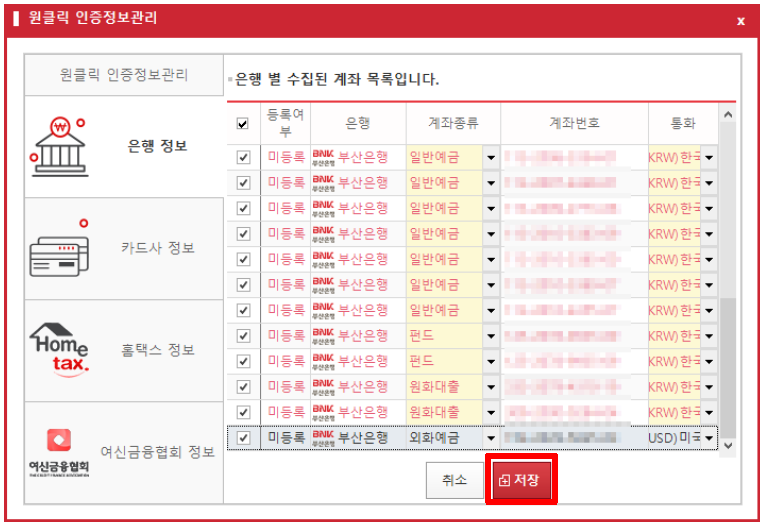 원클릭 인증정보관리 x
원클릭 인증정보관리
은행 정보
카드사 정보
Home
tax.
홈택스 정보
여신금융협회
여신금융협회 정보
은행 별 수집된 계좌 목록입니다.
등록여부 은행 계좌종류 계좌번호 통화
미등록 BNK 부산은행 부산은행 일반예금 KRW) 한국
미등록 BNK 부산은행 부산은행 일반예금 KRW) 한국
미등록 BNK 부산은행 부산은행 일반예금 KRW) 한국
미등록 BNK 부산은행 부산은행 일반예금 KRW) 한국
미등록 BNK 부산은행 부산은행 일반예금 KRW) 한국
미등록 BNK 부산은행 부산은행 일반예금 KRW) 한국
미등록 BNK 부산은행 부산은행 일반예금 KRW) 한국
미등록 BNK 부산은행 부산은행 펀드 KRW) 한국
미등록 BNK 부산은행 부산은행 펀드 KRW) 한국
미등록 BNK 부산은행 부산은행 원화대출 KRW) 한국
미등록 BNK 부산은행 부산은행 원화대출 KRW) 한국
미등록 BNK 부산은행 부산은행 외화예금 USD) 미국
취소 저장